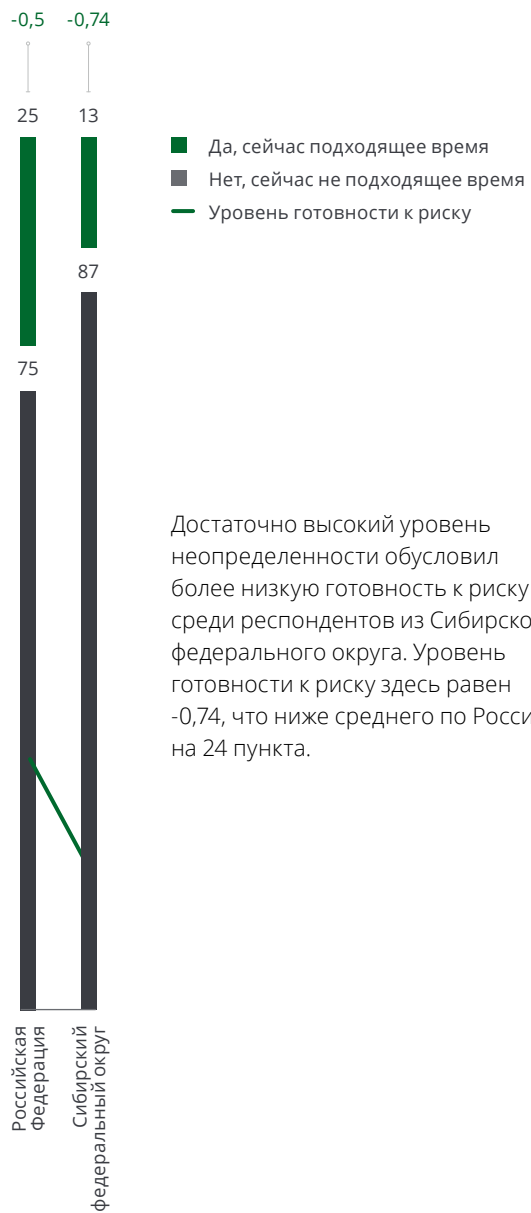 -0,5 -0,74
25 13
Да, сейчас подходящее время
Нет, сейчас не подходящее время
Уровень готовности к риску
87
75
Достаточно высокий уровень
неопределенности обусловил
более низкую готовность к риску
среди респондентов из Сибирско
федерального округа. Уровень
готовности к риску здесь равен
-0,74, что ниже среднего по Росси
на 24 пункта.
Российская
Федерация
Сибирский
федеральный округ